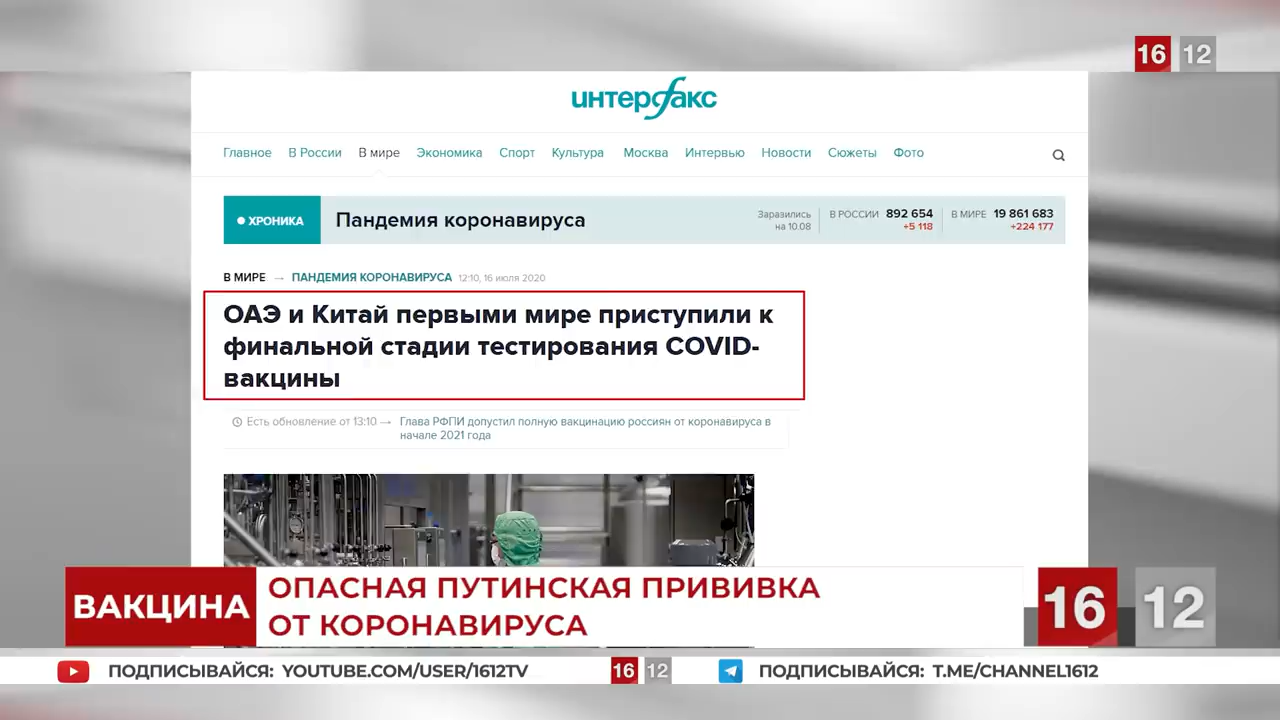 16 12
интерфакс
Главное В России В мире Экономика Спорт Культура Москва Интервью Новости Сюжеты Фото
ХРОНИКА Пандемия коронавируса Заразились на 10.08 В РОССИИ 892 654 +5 118 В МИРЕ 19 861 683 +224 177
В МИРЕ → ПАНДЕМИЯ КОРОНАВИРУСА 12:10, 16 июля 2020
ОАЭ и Китай первыми мире приступили к
финальной стадии тестирования COVID-
вакцины
Есть обновление от 13:10 → Глава РФПИ допустил полную вакцинацию россиян от коронавируса в
начале 2021 года
ВАКЦИНА
ОПАСНАЯ ПУТИНСКАЯ ПРИВИВКА
ОТ КОРОНАВИРУСА
16 12
ПОДПИСЫВАЙСЯ: YOUTUBE.COM/USER/1612TV 16 12 ПОДПИСЫВАЙСЯ: T.ME/CHANNEL1612